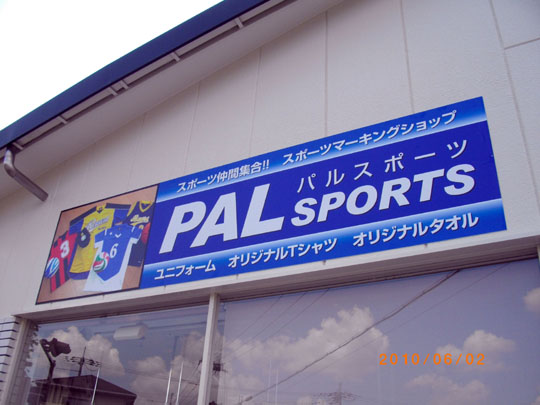 スポーツ仲間集合!! スポーツマーキングショップ
PAL
パルスポーツ
SPORTS
ユニフォーム オリジナルTシャツ オリジナルタオル
3
6
2010/06/02